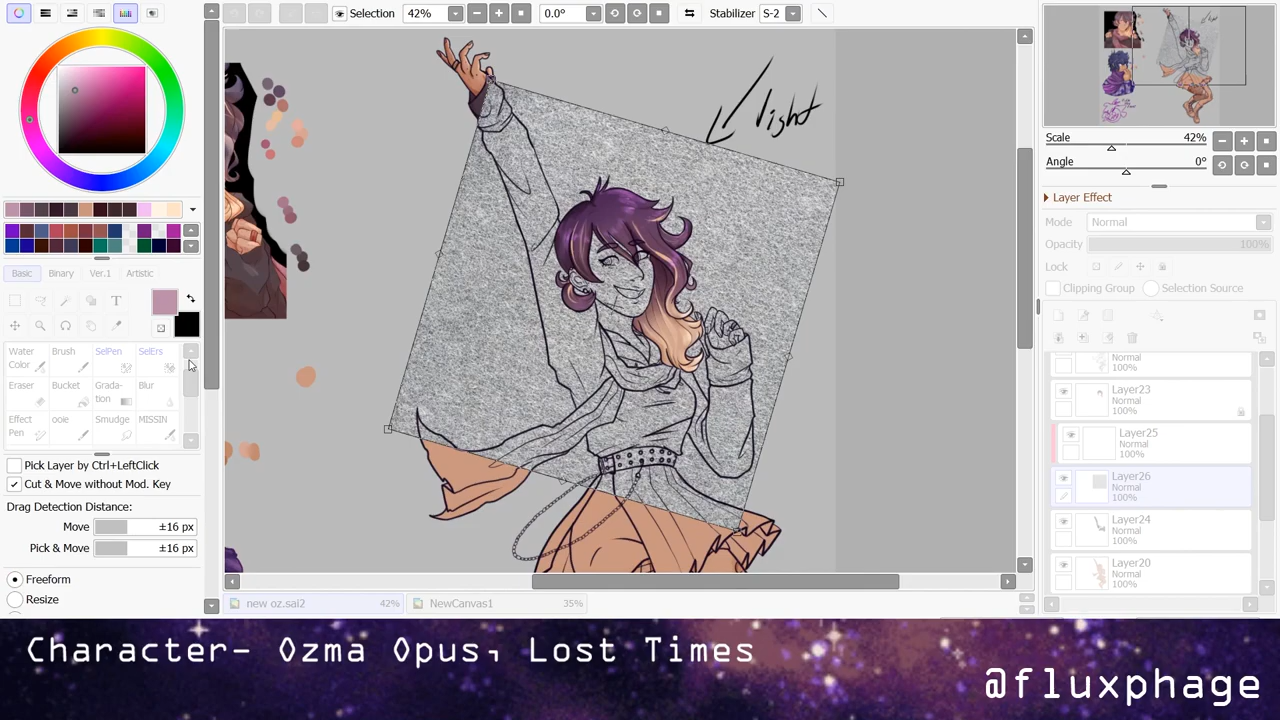 Selection 42% 0.0° Stabilizer S-2
light
Scale 42%
Angle 0°
Layer Effect
Mode Normal
Opacity 100%
Lock
Clipping Group Selection Source
Normal
100%
Layer23
Normal
100%
Layer25
Normal
100%
Layer26
Normal
100%
Layer24
Normal
100%
Layer20
Normal
100%
Basic Binary Ver.1 Artistic
T
Water Color Brush SelPen SelErs
Eraser Bucket Grada-tion Blur
Effect Pen ooie Smudge MISSIN
Pick Layer by Ctrl+LeftClick
Cut & Move without Mod. Key
Drag Detection Distance:
Move ±16 px
Pick & Move ±16 px
Freeform
Resize
new oz.sai2 42% NewCanvas1 35%
Character- Ozma Opus, Lost Times
@fluxphage